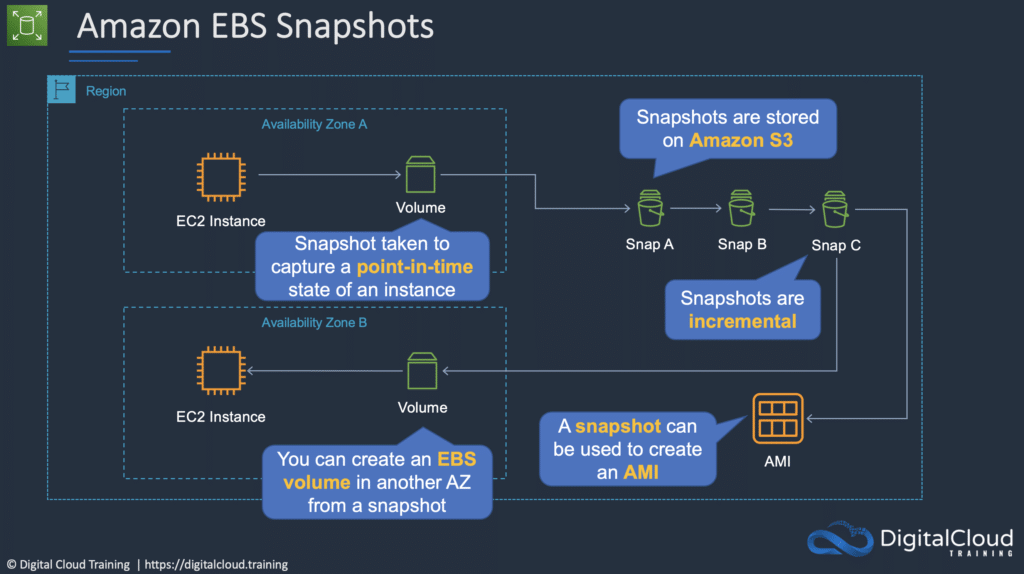 Amazon EBS Snapshots
Region
Availability Zone A
EC2 Instance
Volume
Snapshot taken to
capture a point-in-time
state of an instance
Snapshots are stored
on Amazon S3
Snap A
Snap B
Snap C
Snapshots are
incremental
Availability Zone B
EC2 Instance
Volume
You can create an EBS
volume in another AZ
from a snapshot
A snapshot can
be used to create
an AMI
AMI
DigitalCloud
TRAINING
© Digital Cloud Training | https://digitalcloud.training